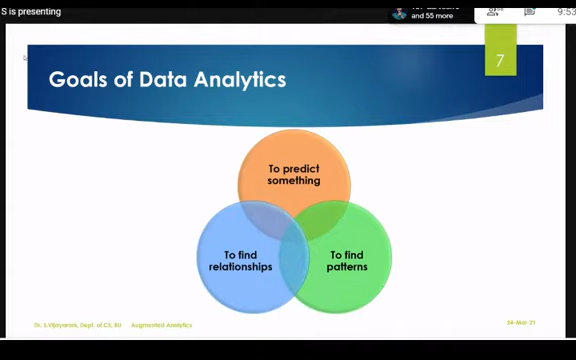 S is presenting
and 55 more
9:53
7
Goals of Data Analytics
To predict
something
To find
relationships
To find
patterns
Dr. S.Vijayarani, Dept. of CS, BU Augmented Analytics
24-Mar-21